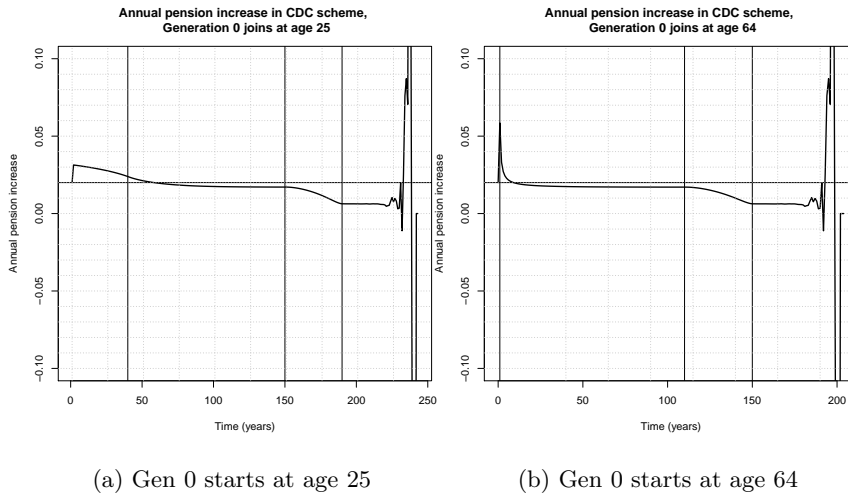 Annual pension increase in CDC scheme,
Generation 0 joins at age 25
Annual pension increase
0.10
0.05
0.00
−0.05
−0.10
0 50 100 150 200 250
Time (years)
(a) Gen 0 starts at age 25
Annual pension increase in CDC scheme,
Generation 0 joins at age 64
Annual pension increase
0.10
0.05
0.00
−0.05
−0.10
0 50 100 150 200
Time (years)
(b) Gen 0 starts at age 64